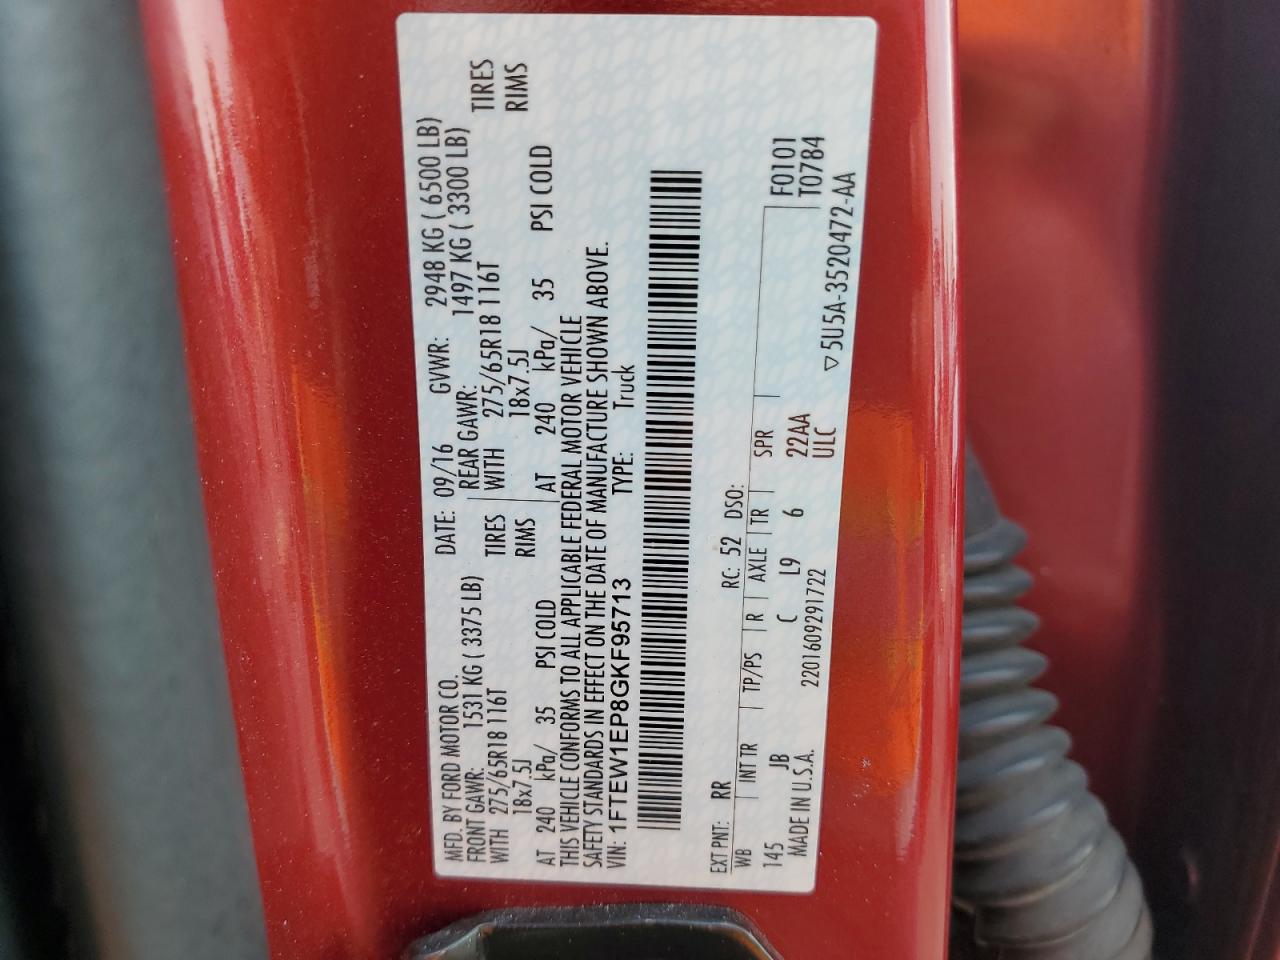 MFD. BY FORD MOTOR CO. DATE: 09/16 GVWR: 2948 KG ( 6500 LB)
FRONT GAWR: 1531 KG ( 3375 LB) REAR GAWR: 1497 KG ( 3300 LB)
WITH 275/65R18 116T TIRES WITH 275/65R18 116T TIRES
18x7.5J RIMS 18x7.5J RIMS
AT 240 kPa/ 35 PSI COLD AT 240 kPa/ 35 PSI COLD
THIS VEHICLE CONFORMS TO ALL APPLICABLE FEDERAL MOTOR VEHICLE
SAFETY STANDARDS IN EFFECT ON THE DATE OF MANUFACTURE SHOWN ABOVE.
VIN: 1FTEW1EP8GKF95713 TYPE: Truck
EXT PNT: RR RC: 52 DSO:
WB INT TR TP/PS R AXLE TR SPR F0101
145 JB C L9 6 22AA T0784
MADE IN U.S.A. 2201609291722 ULC ▽5U5A-3520472-AA